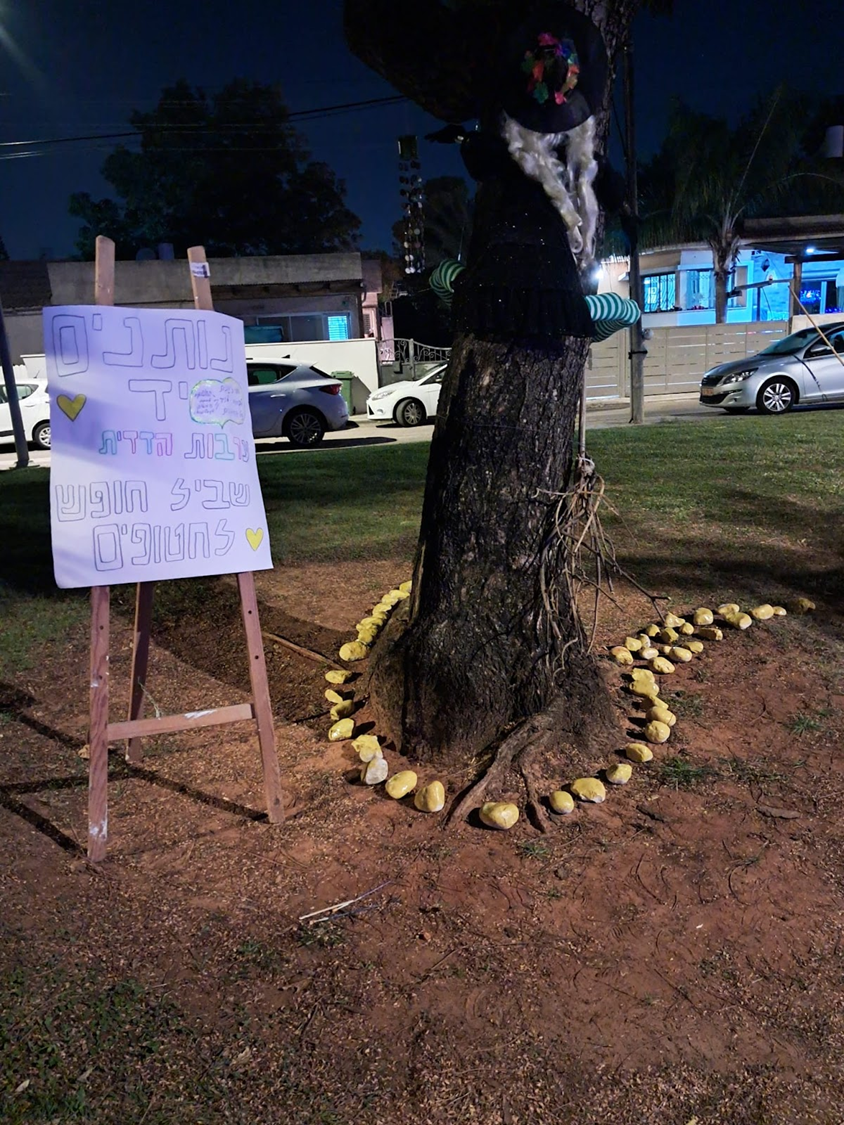 נותנים
יד
ערבות הדדית
שביל חופש
לחטופים